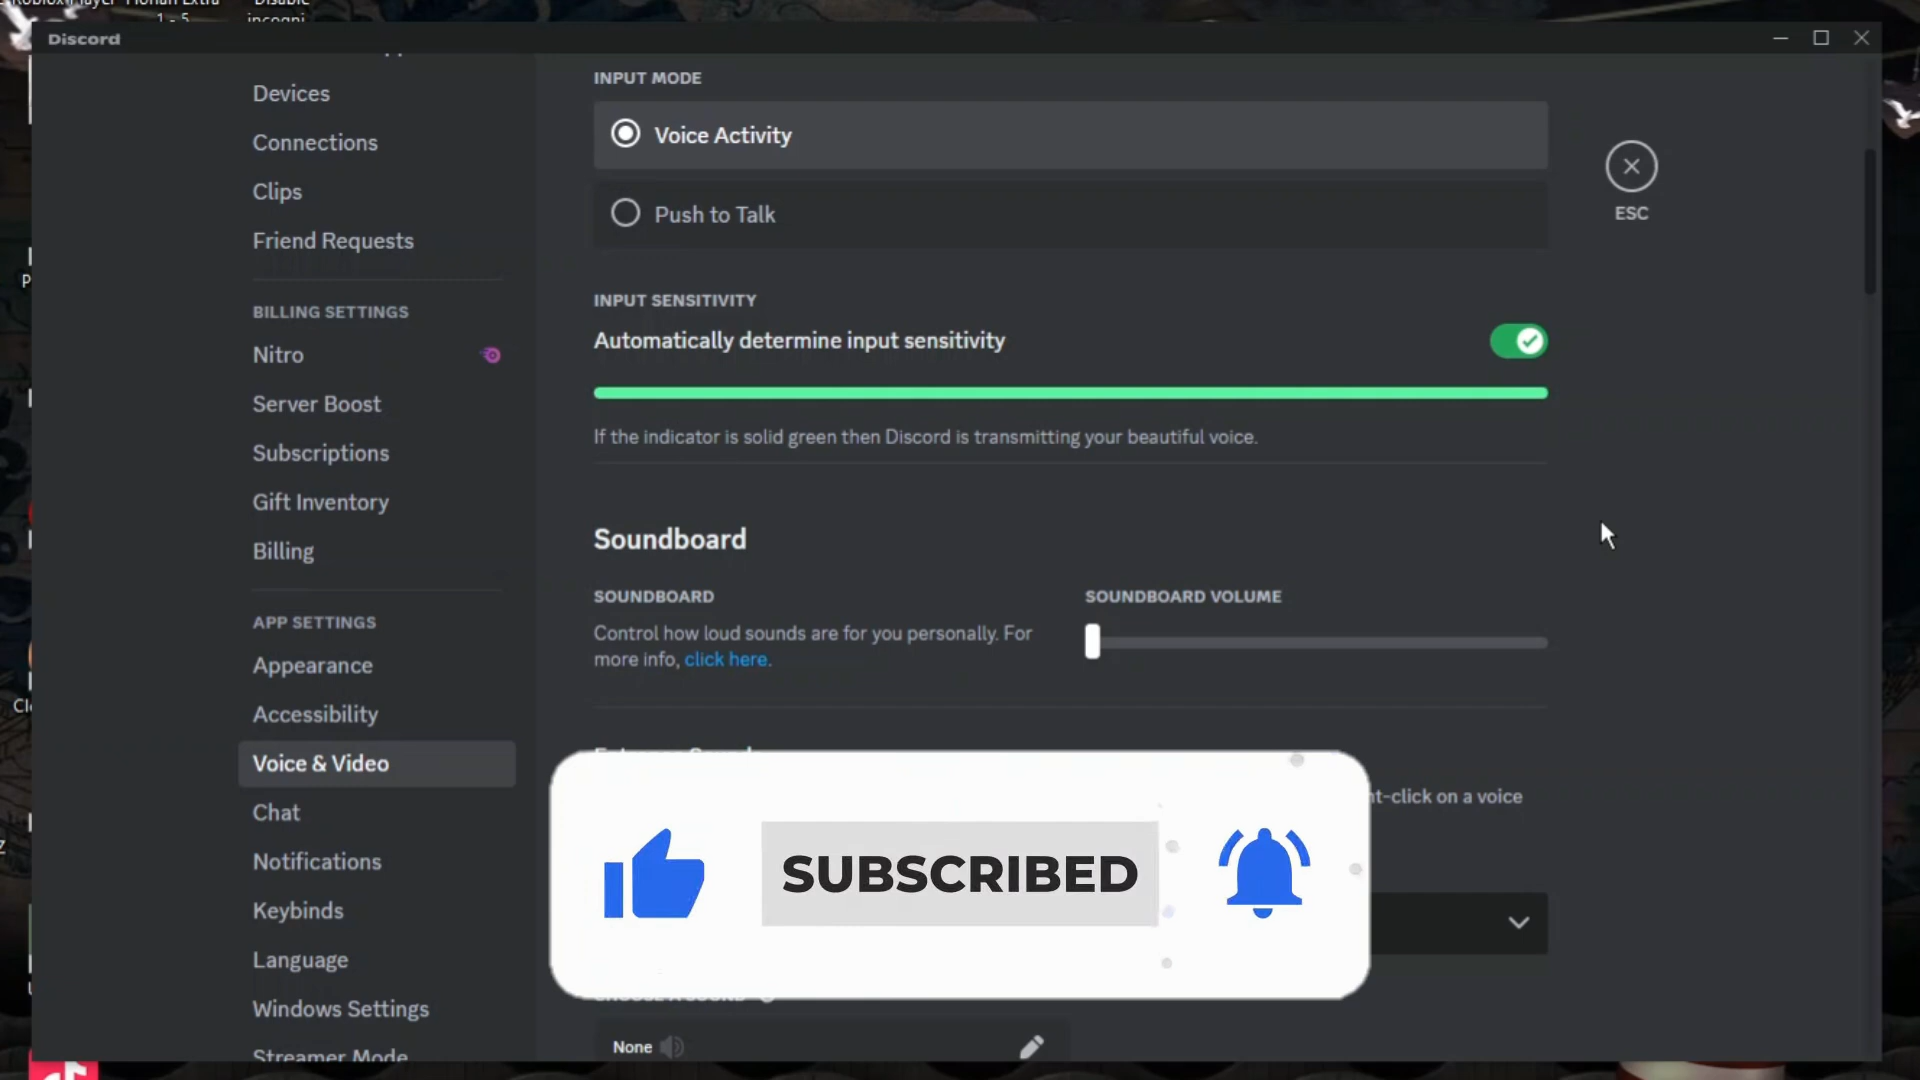 Discord
Devices
Connections
Clips
Friend Requests
BILLING SETTINGS
Nitro
Server Boost
Subscriptions
Gift Inventory
Billing
APP SETTINGS
Appearance
Accessibility
Voice & Video
Chat
Notifications
Keybinds
Language
Windows Settings
Streamer Mode
INPUT MODE
Voice Activity
Push to Talk
ESC
INPUT SENSITIVITY
Automatically determine input sensitivity
If the indicator is solid green then Discord is transmitting your beautiful voice.
Soundboard
SOUNDBOARD
Control how loud sounds are for you personally. For
more info, click here.
SOUNDBOARD VOLUME
-click on a voice
SUBSCRIBED
None